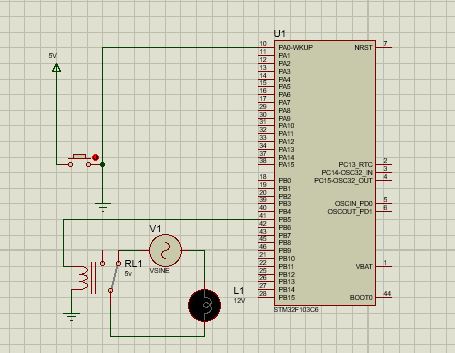 U1
10 PA0-WKUP NRST 7
11 PA1
12 PA2
13 PA3
14 PA4
15 PA5
16 PA6
17 PA7
29 PA8
30 PA9
31 PA10
32 PA11
33 PA12
34 PA13
37 PA14
38 PA15
PC13_RTC 2
PC14-OSC32_IN 3
PC15-OSC32_OUT 4
18 PB0
19 PB1
20 PB2
39 PB3
40 PB4
41 PB5
42 PB6
43 PB7
45 PB8
46 PB9
21 PB10
22 PB11
25 PB12
26 PB13
27 PB14
28 PB15
OSCIN_PD0 5
OSCOUT_PD1 6
VBAT 1
BOOT0 44
STM32F103C6
5V
V1
VSINE
RL1
5v
L1
12V